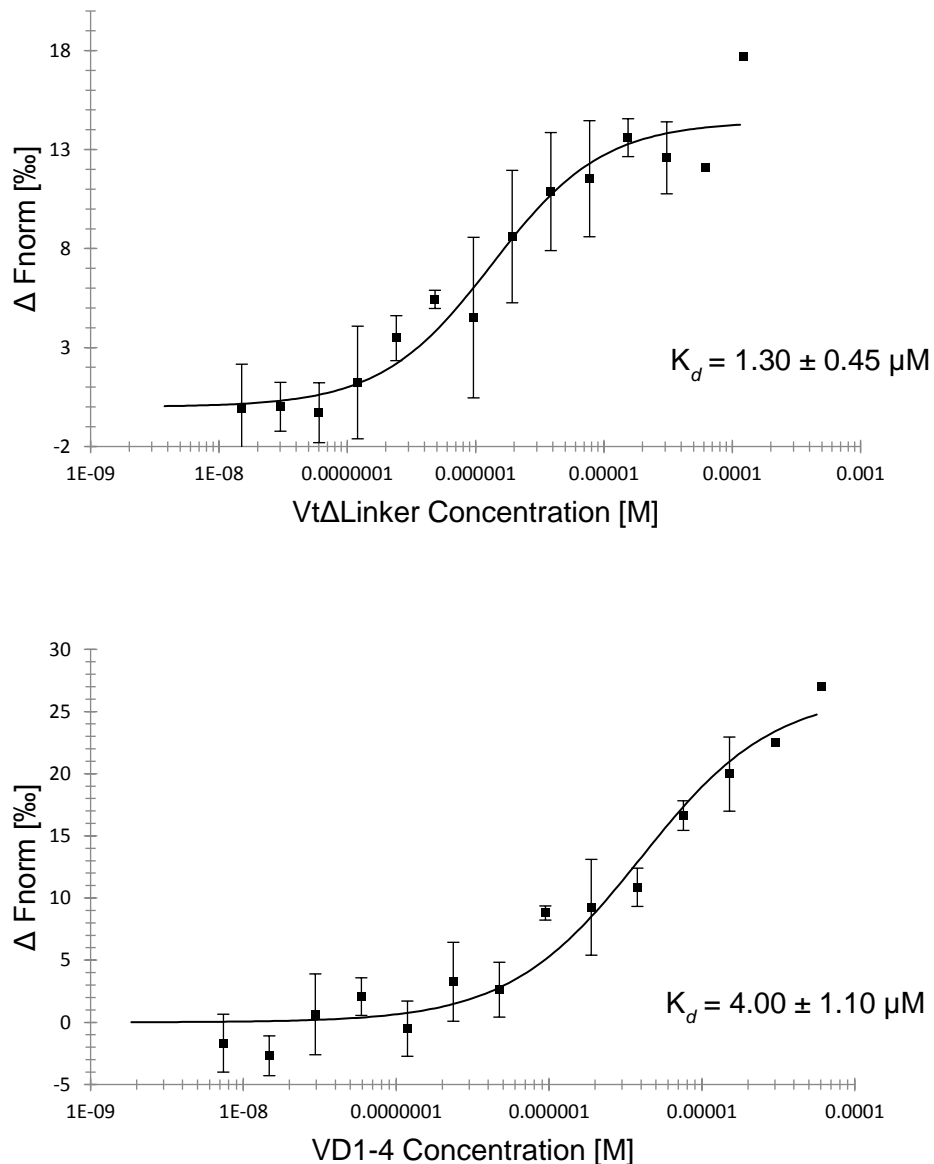 18
13
8
3
-2
Δ Fnorm [‰]
K_d = 1.30 ± 0.45 µM
1E-09 1E-08 0.0000001 0.000001 0.00001 0.0001 0.001
VtΔLinker Concentration [M]
30
25
20
15
10
5
0
-5
Δ Fnorm [‰]
K_d = 4.00 ± 1.10 µM
1E-09 1E-08 0.0000001 0.000001 0.00001 0.0001
VD1-4 Concentration [M]